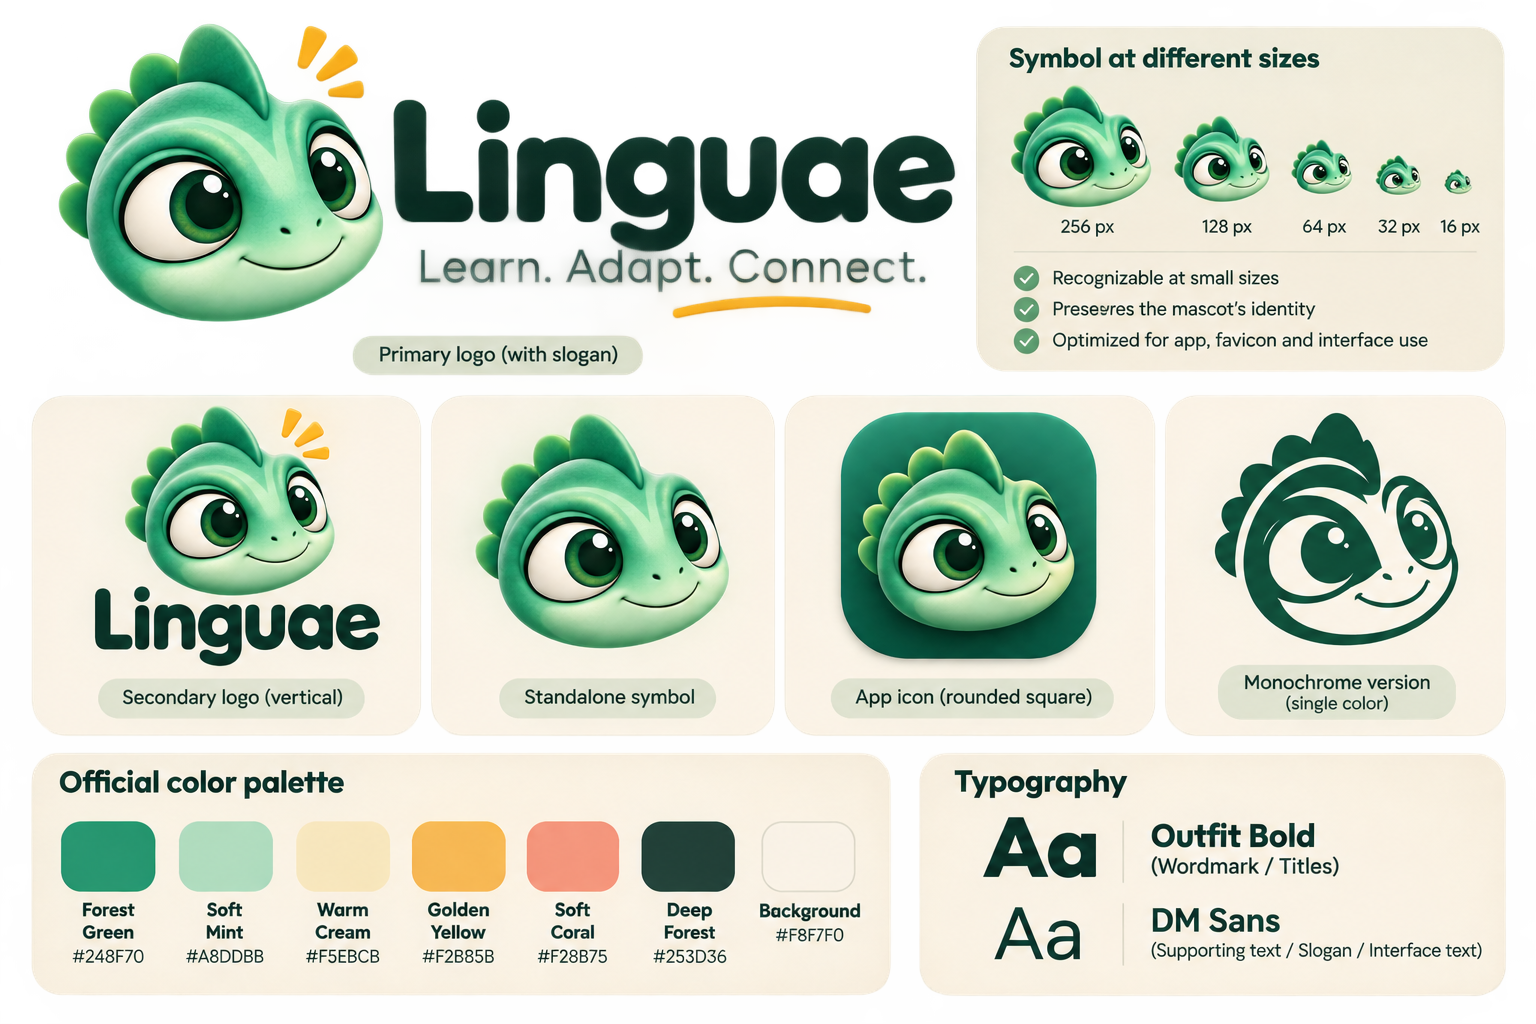 Linguae
Learn. Adapt. Connect.
Primary logo (with slogan)
Symbol at different sizes
256 px
128 px
64 px
32 px
16 px
Recognizable at small sizes
Preserves the mascot's identity
Optimized for app, favicon and interface use
Linguae
Secondary logo (vertical)
Standalone symbol
App icon (rounded square)
Monochrome version
(single color)
Official color palette
Forest
Green
#248F70
Soft
Mint
#A8DDBB
Warm
Cream
#F5EBCB
Golden
Yellow
#F2B85B
Soft
Coral
#F28B75
Deep
Forest
#253D36
Background
#F8F7F0
Typography
Aa
Outfit Bold
(Wordmark / Titles)
Aa
DM Sans
(Supporting text / Slogan / Interface text)